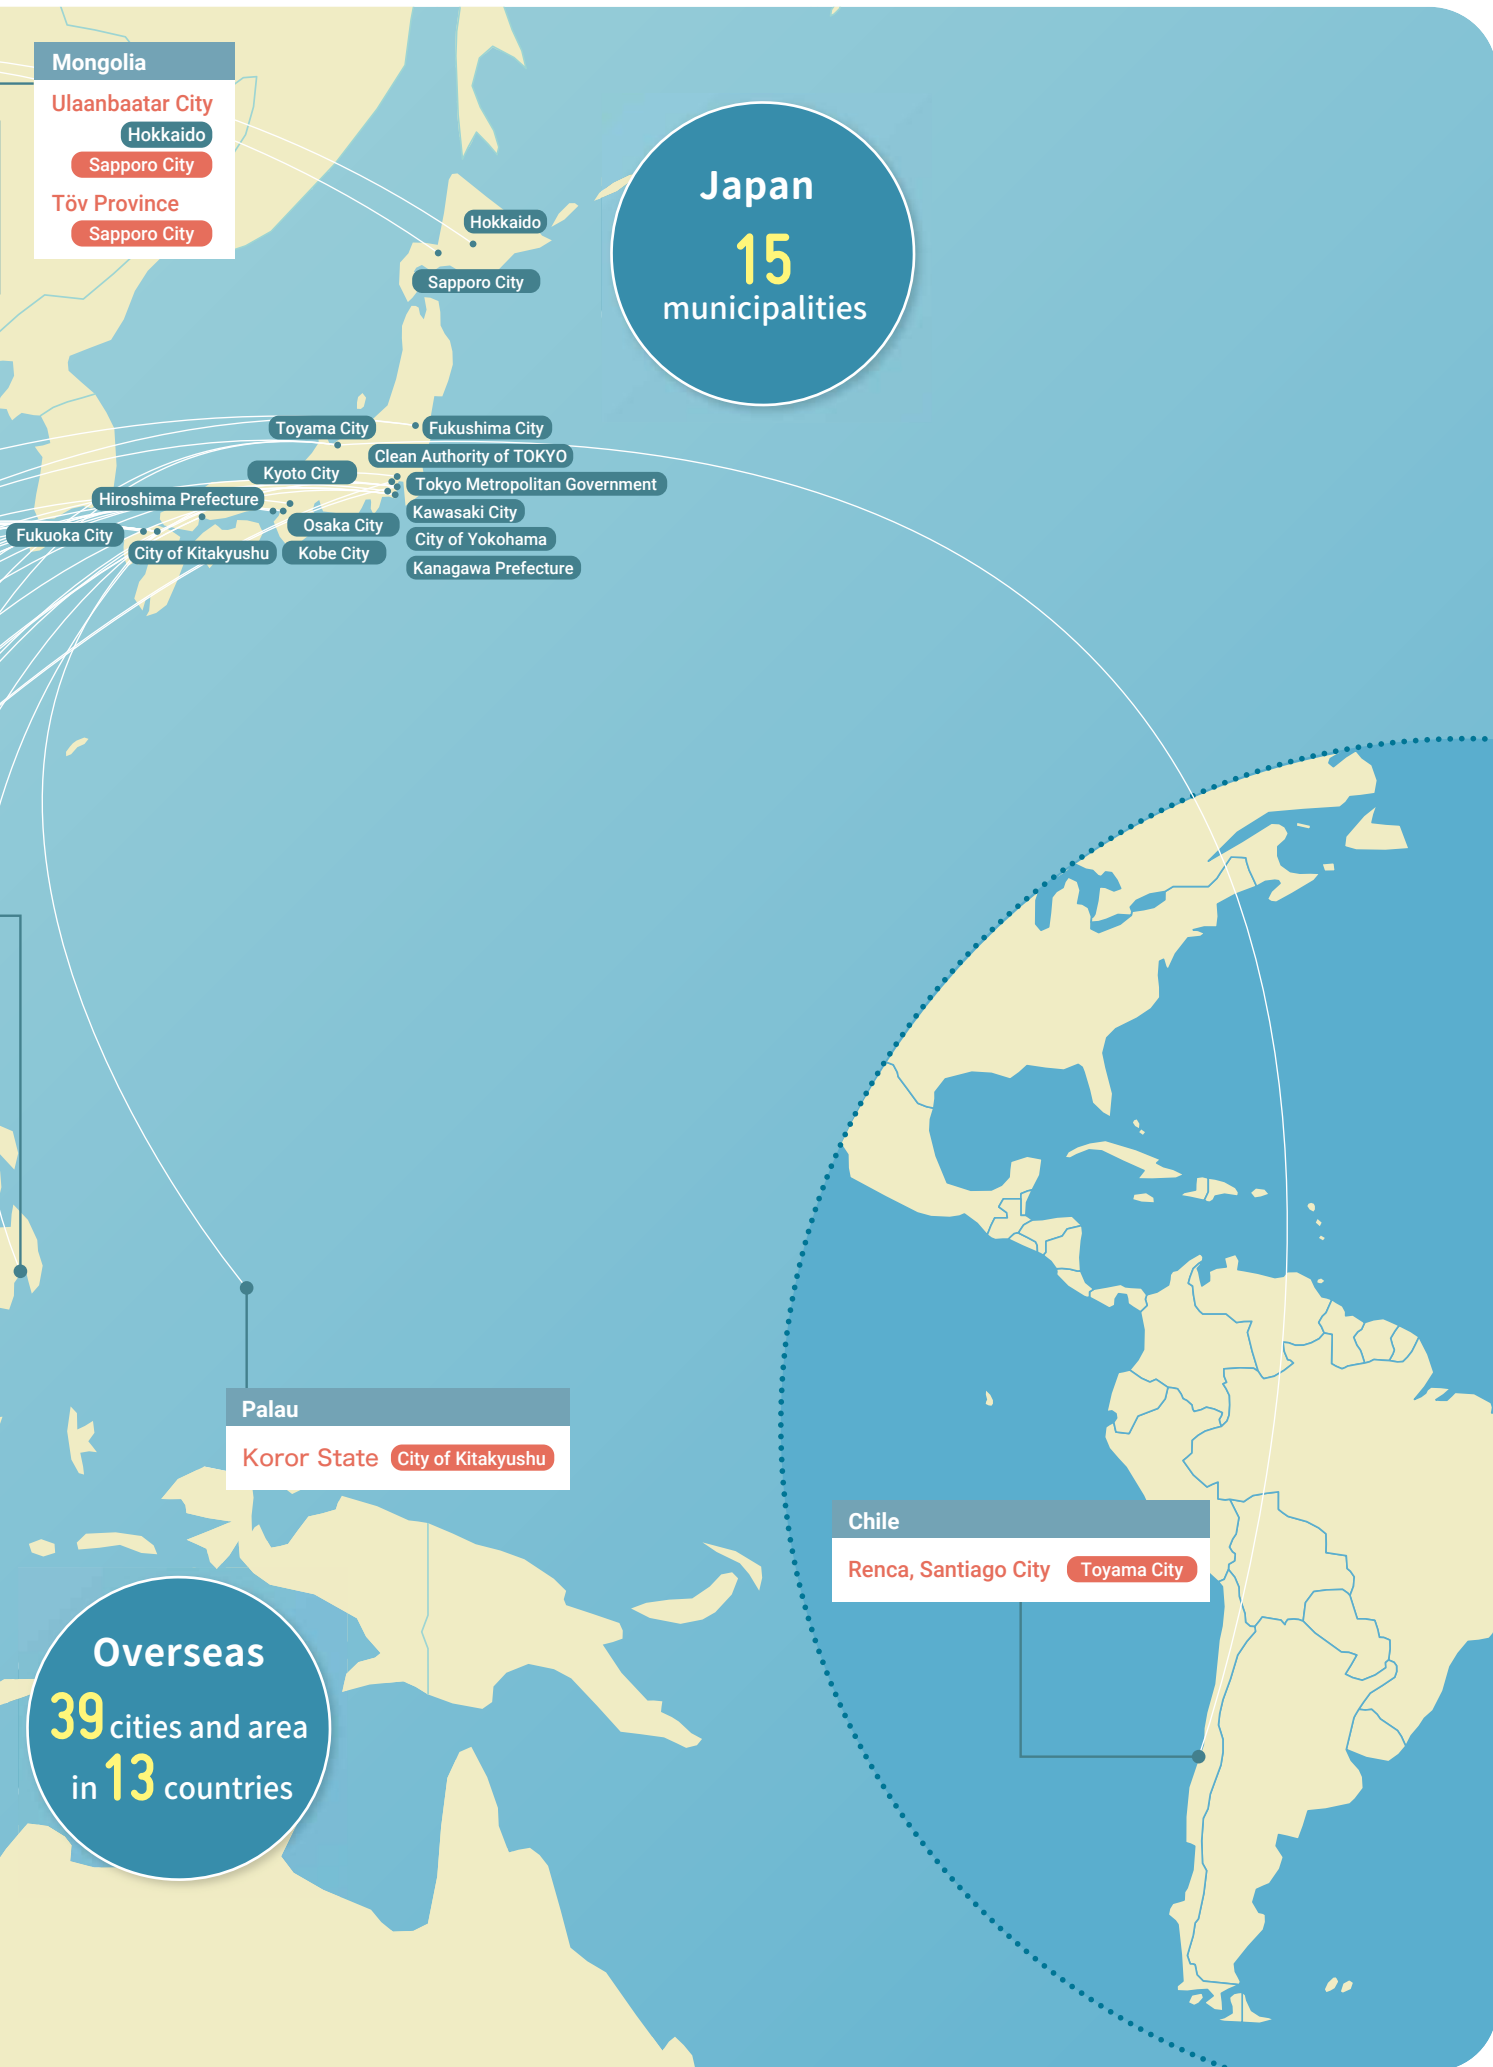 Mongolia
Ulaanbaatar City
Hokkaido
Sapporo City
Töv Province
Sapporo City
Hokkaido
Sapporo City
Japan
15
municipalities
Toyama City
Fukushima City
Clean Authority of TOKYO
Kyoto City
Tokyo Metropolitan Government
Hiroshima Prefecture
Kawasaki City
Osaka City
Fukuoka City
City of Yokohama
City of Kitakyushu
Kobe City
Kanagawa Prefecture
Palau
Koror State City of Kitakyushu
Chile
Renca, Santiago City Toyama City
Overseas
39 cities and area
in 13 countries